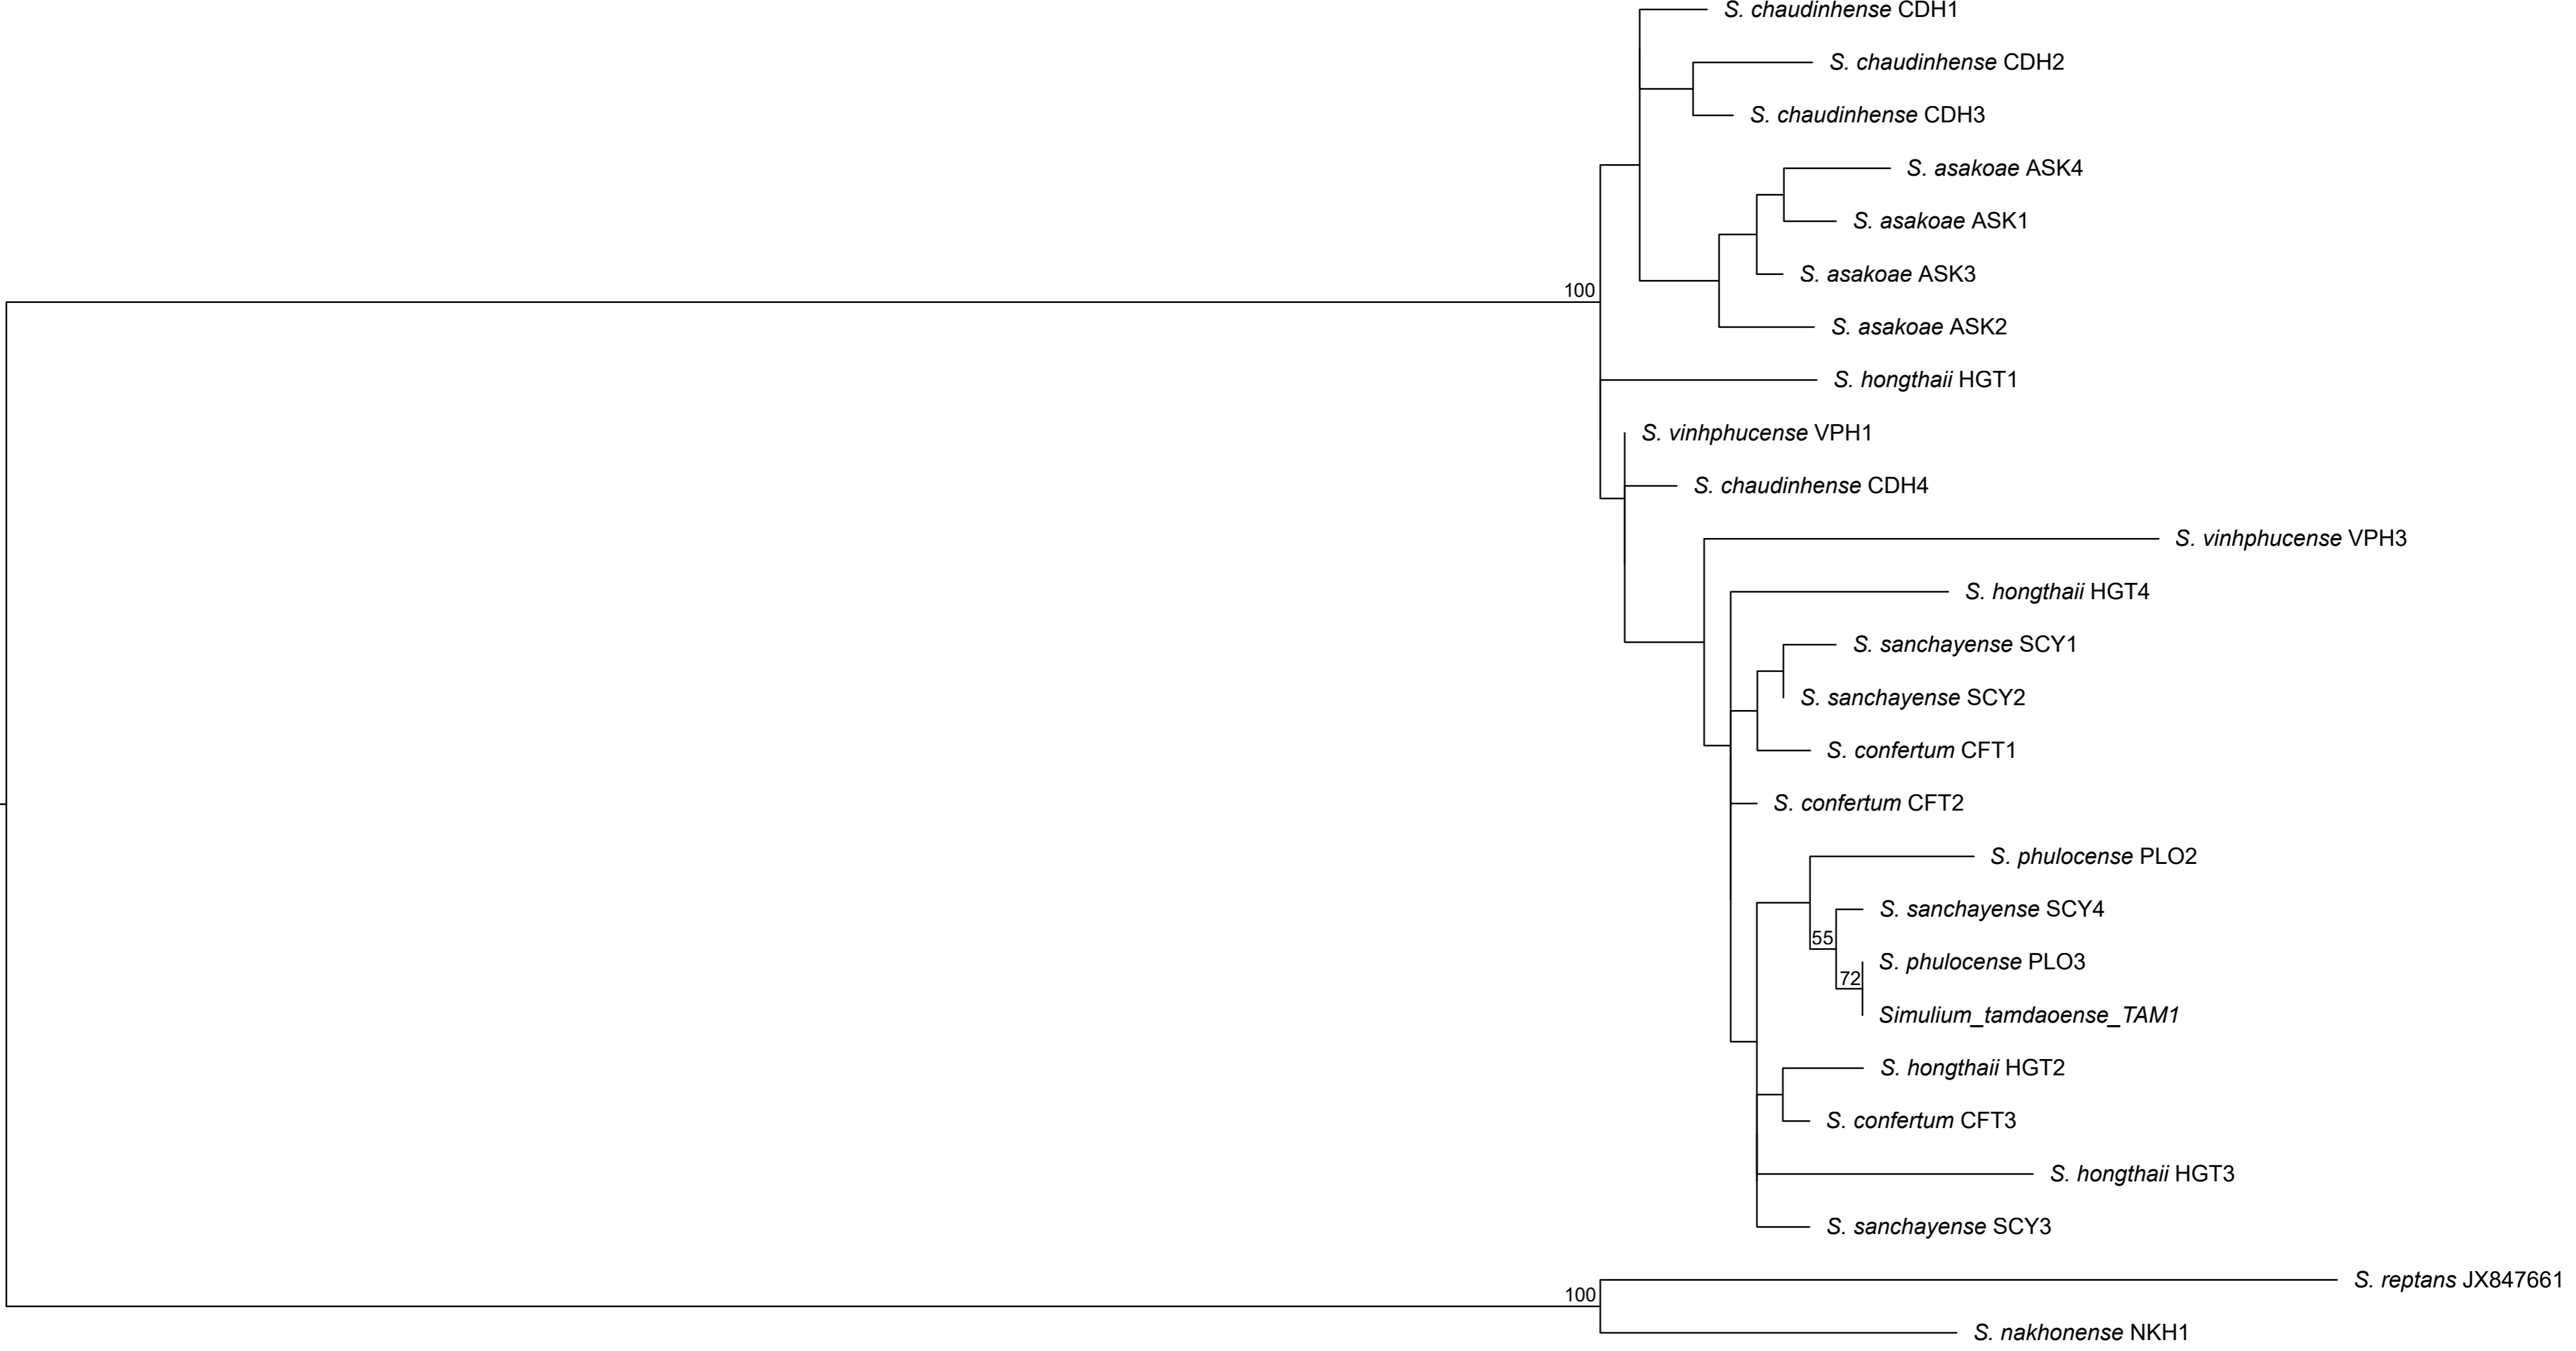 S. chaudinhense CDH1
S. chaudinhense CDH2
S. chaudinhense CDH3
S. asakoae ASK4
S. asakoae ASK1
S. asakoae ASK3
100
S. asakoae ASK2
S. hongthaii HGT1
S. vinhphucense VPH1
S. chaudinhense CDH4
S. vinhphucense VPH3
S. hongthaii HGT4
S. sanchayense SCY1
S. sanchayense SCY2
S. confertum CFT1
S. confertum CFT2
S. phulocense PLO2
S. sanchayense SCY4
55
S. phulocense PLO3
72
Simulium_tamdaoense_TAM1
S. hongthaii HGT2
S. confertum CFT3
S. hongthaii HGT3
S. sanchayense SCY3
S. reptans JX847661
100
S. nakhonense NKH1